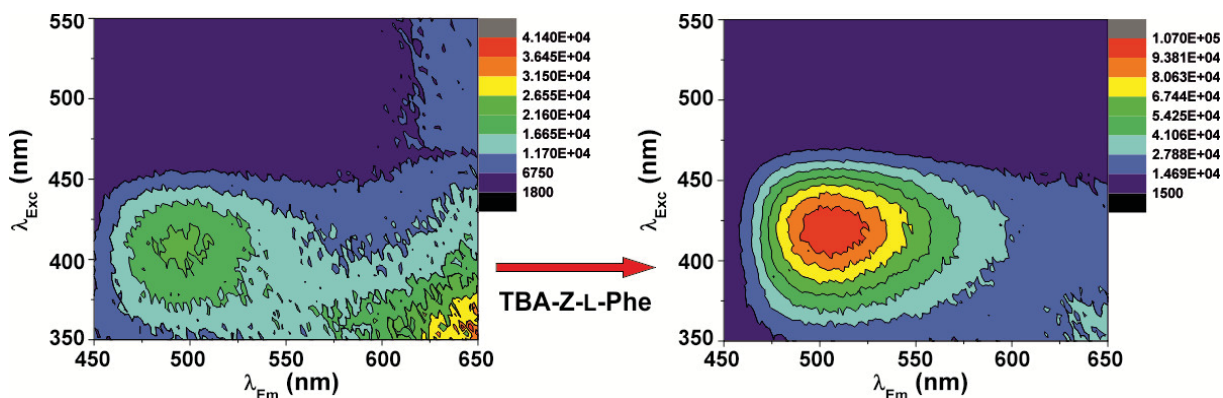 550
500
450
400
350
λExc (nm)
450 500 550 600 650
λEm (nm)
4.140E+04
3.645E+04
3.150E+04
2.655E+04
2.160E+04
1.665E+04
1.170E+04
6750
1800
TBA-Z-L-Phe
550
500
450
400
350
λExc (nm)
450 500 550 600 650
λEm (nm)
1.070E+05
9.381E+04
8.063E+04
6.744E+04
5.425E+04
4.106E+04
2.788E+04
1.469E+04
1500